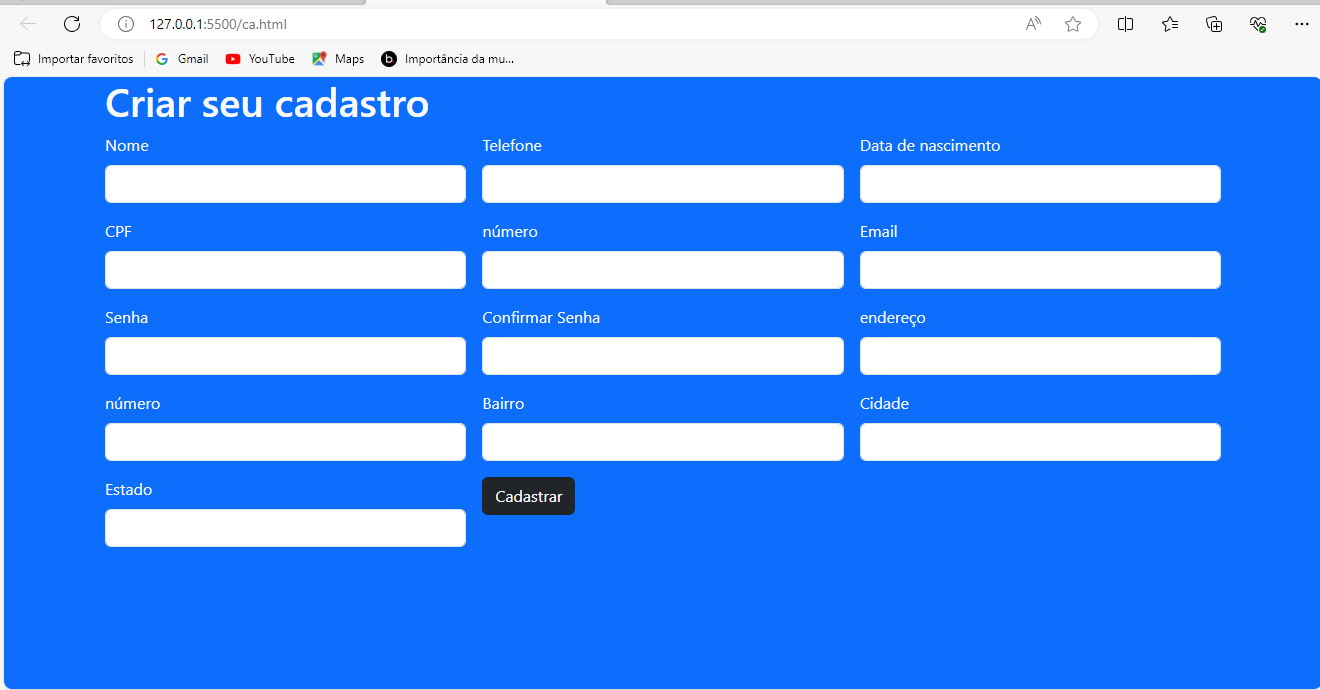 127.0.0.1:5500/ca.html
Importar favoritos Gmail YouTube Maps Importância da mu...
Criar seu cadastro
Nome Telefone Data de nascimento
CPF número Email
Senha Confirmar Senha endereço
número Bairro Cidade
Estado Cadastrar